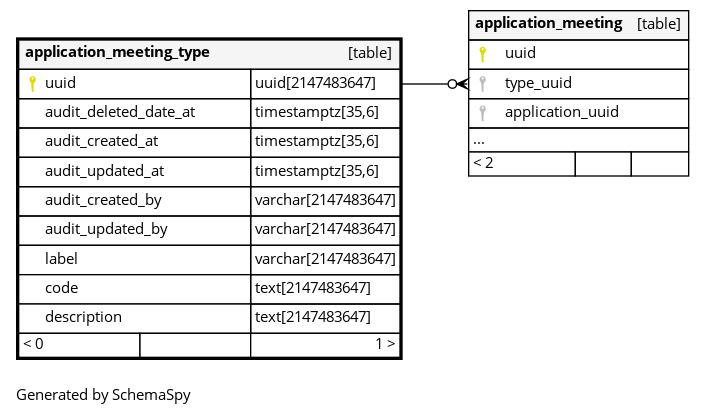 application_meeting_type [table]
uuid uuid[2147483647]
audit_deleted_date_at timestamptz[35,6]
audit_created_at timestamptz[35,6]
audit_updated_at timestamptz[35,6]
audit_created_by varchar[2147483647]
audit_updated_by varchar[2147483647]
label varchar[2147483647]
code text[2147483647]
description text[2147483647]
< 0 1 >
application_meeting [table]
uuid
type_uuid
application_uuid
...
< 2
Generated by SchemaSpy